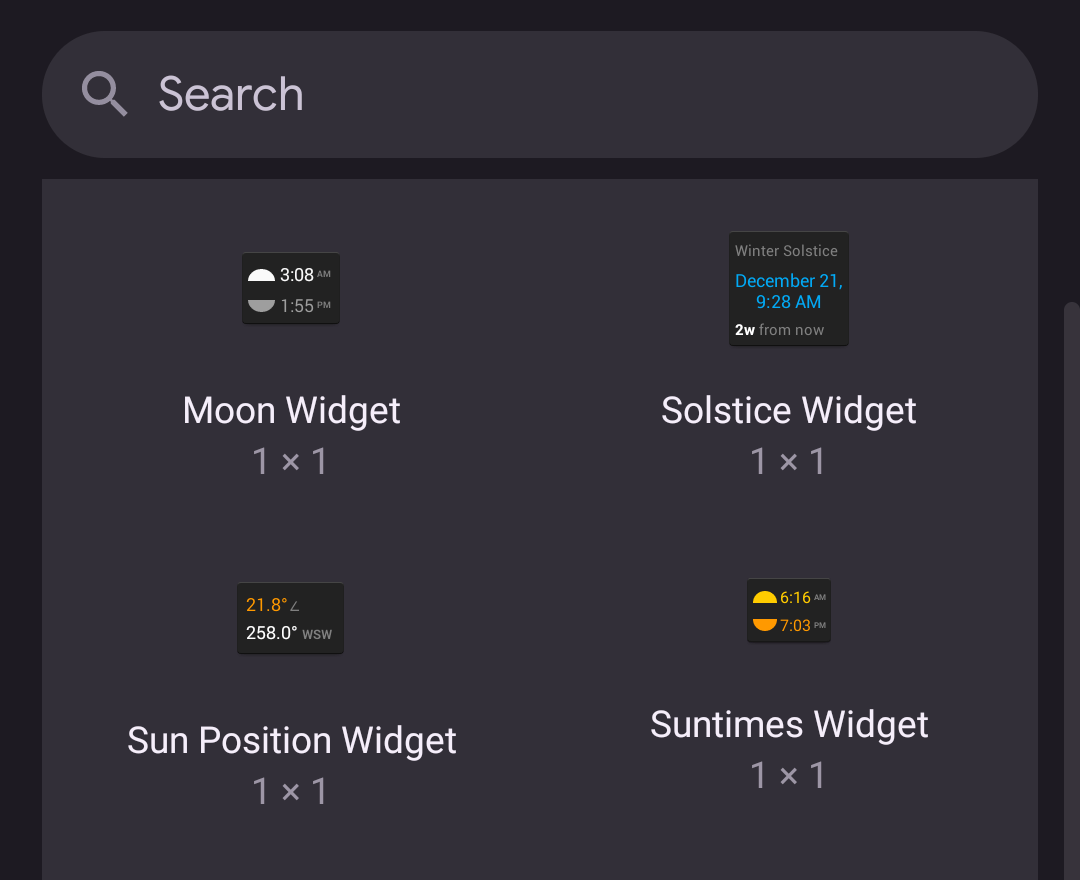 Search
3:08 AM
1:55 PM
Moon Widget
1 × 1
Winter Solstice
December 21,
9:28 AM
2w from now
Solstice Widget
1 × 1
21.8°∠
258.0° WSW
Sun Position Widget
1 × 1
6:16 AM
7:03 PM
Suntimes Widget
1 × 1